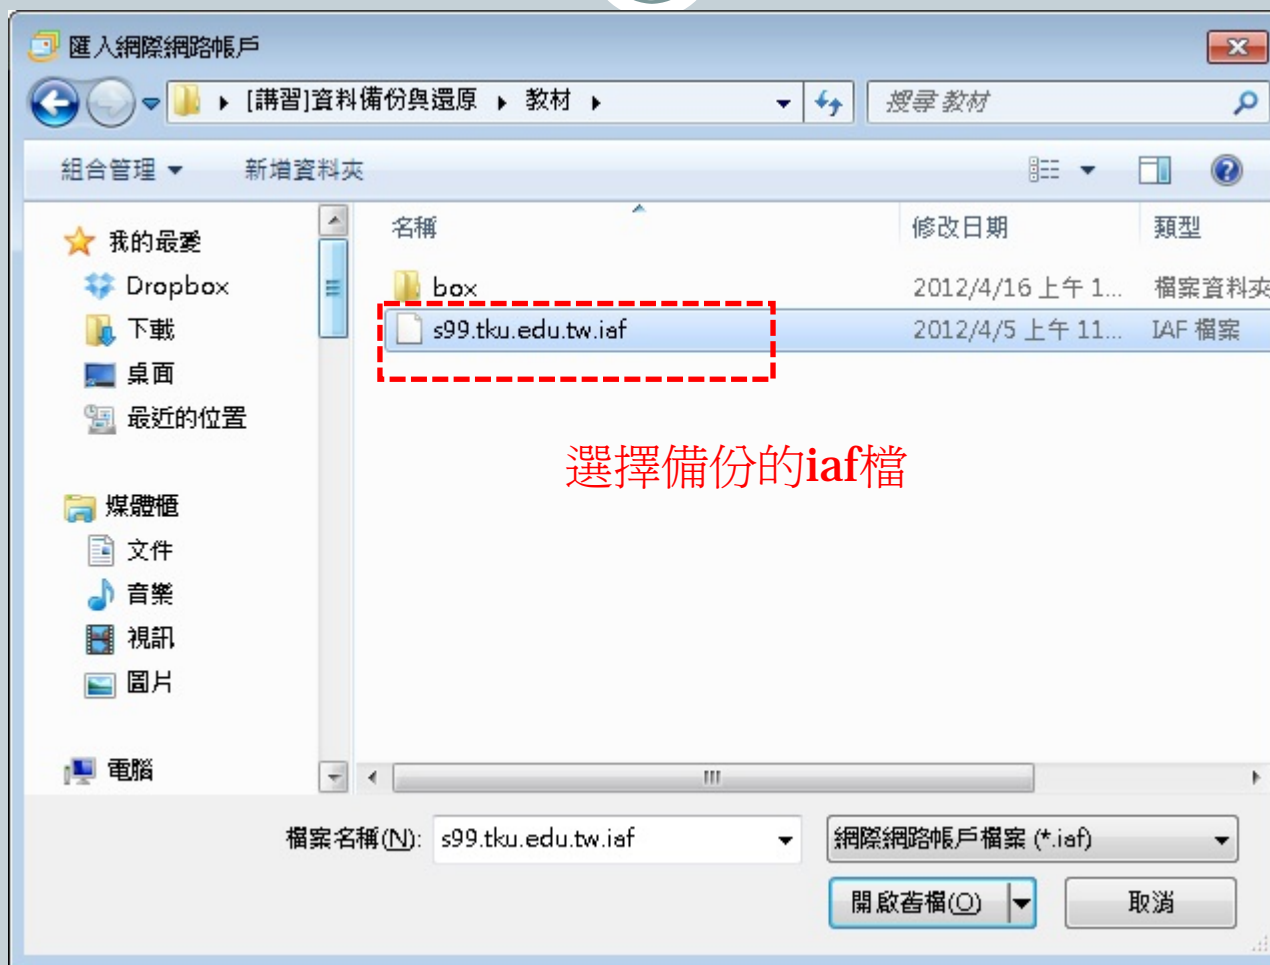 匯入網際網路帳戶
[講習]資料備份與還原 ▸ 教材 ▸
搜尋 教材
組合管理 新增資料夾
名稱 修改日期 類型
我的最愛
Dropbox
下載
桌面
最近的位置
媒體櫃
文件
音樂
視訊
圖片
電腦
box 2012/4/16 上午 1... 檔案資料夾
s99.tku.edu.tw.iaf 2012/4/5 上午 11... IAF 檔案
選擇備份的iaf檔
檔案名稱(N): s99.tku.edu.tw.iaf 網際網路帳戶檔案 (*.iaf)
開啟舊檔(O) 取消